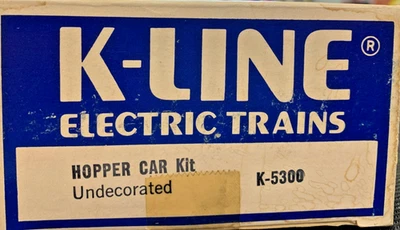 K-LINE®
ELECTRIC TRAINS
HOPPER CAR Kit K-5300
Undecorated